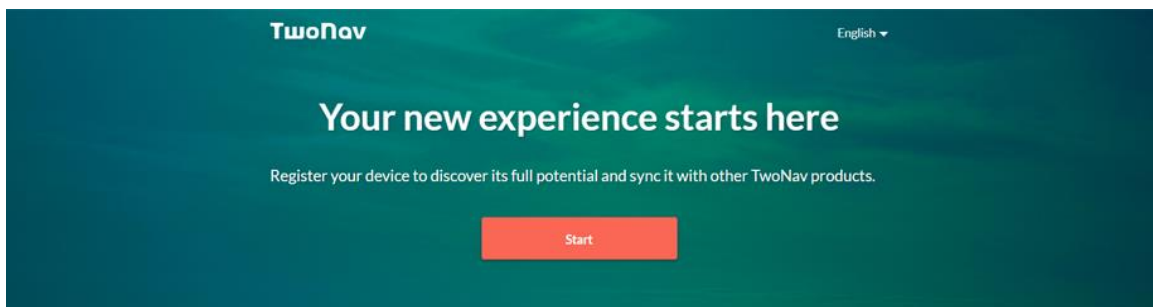 TwoNav
English
Your new experience starts here
Register your device to discover its full potential and sync it with other TwoNav products.
Start